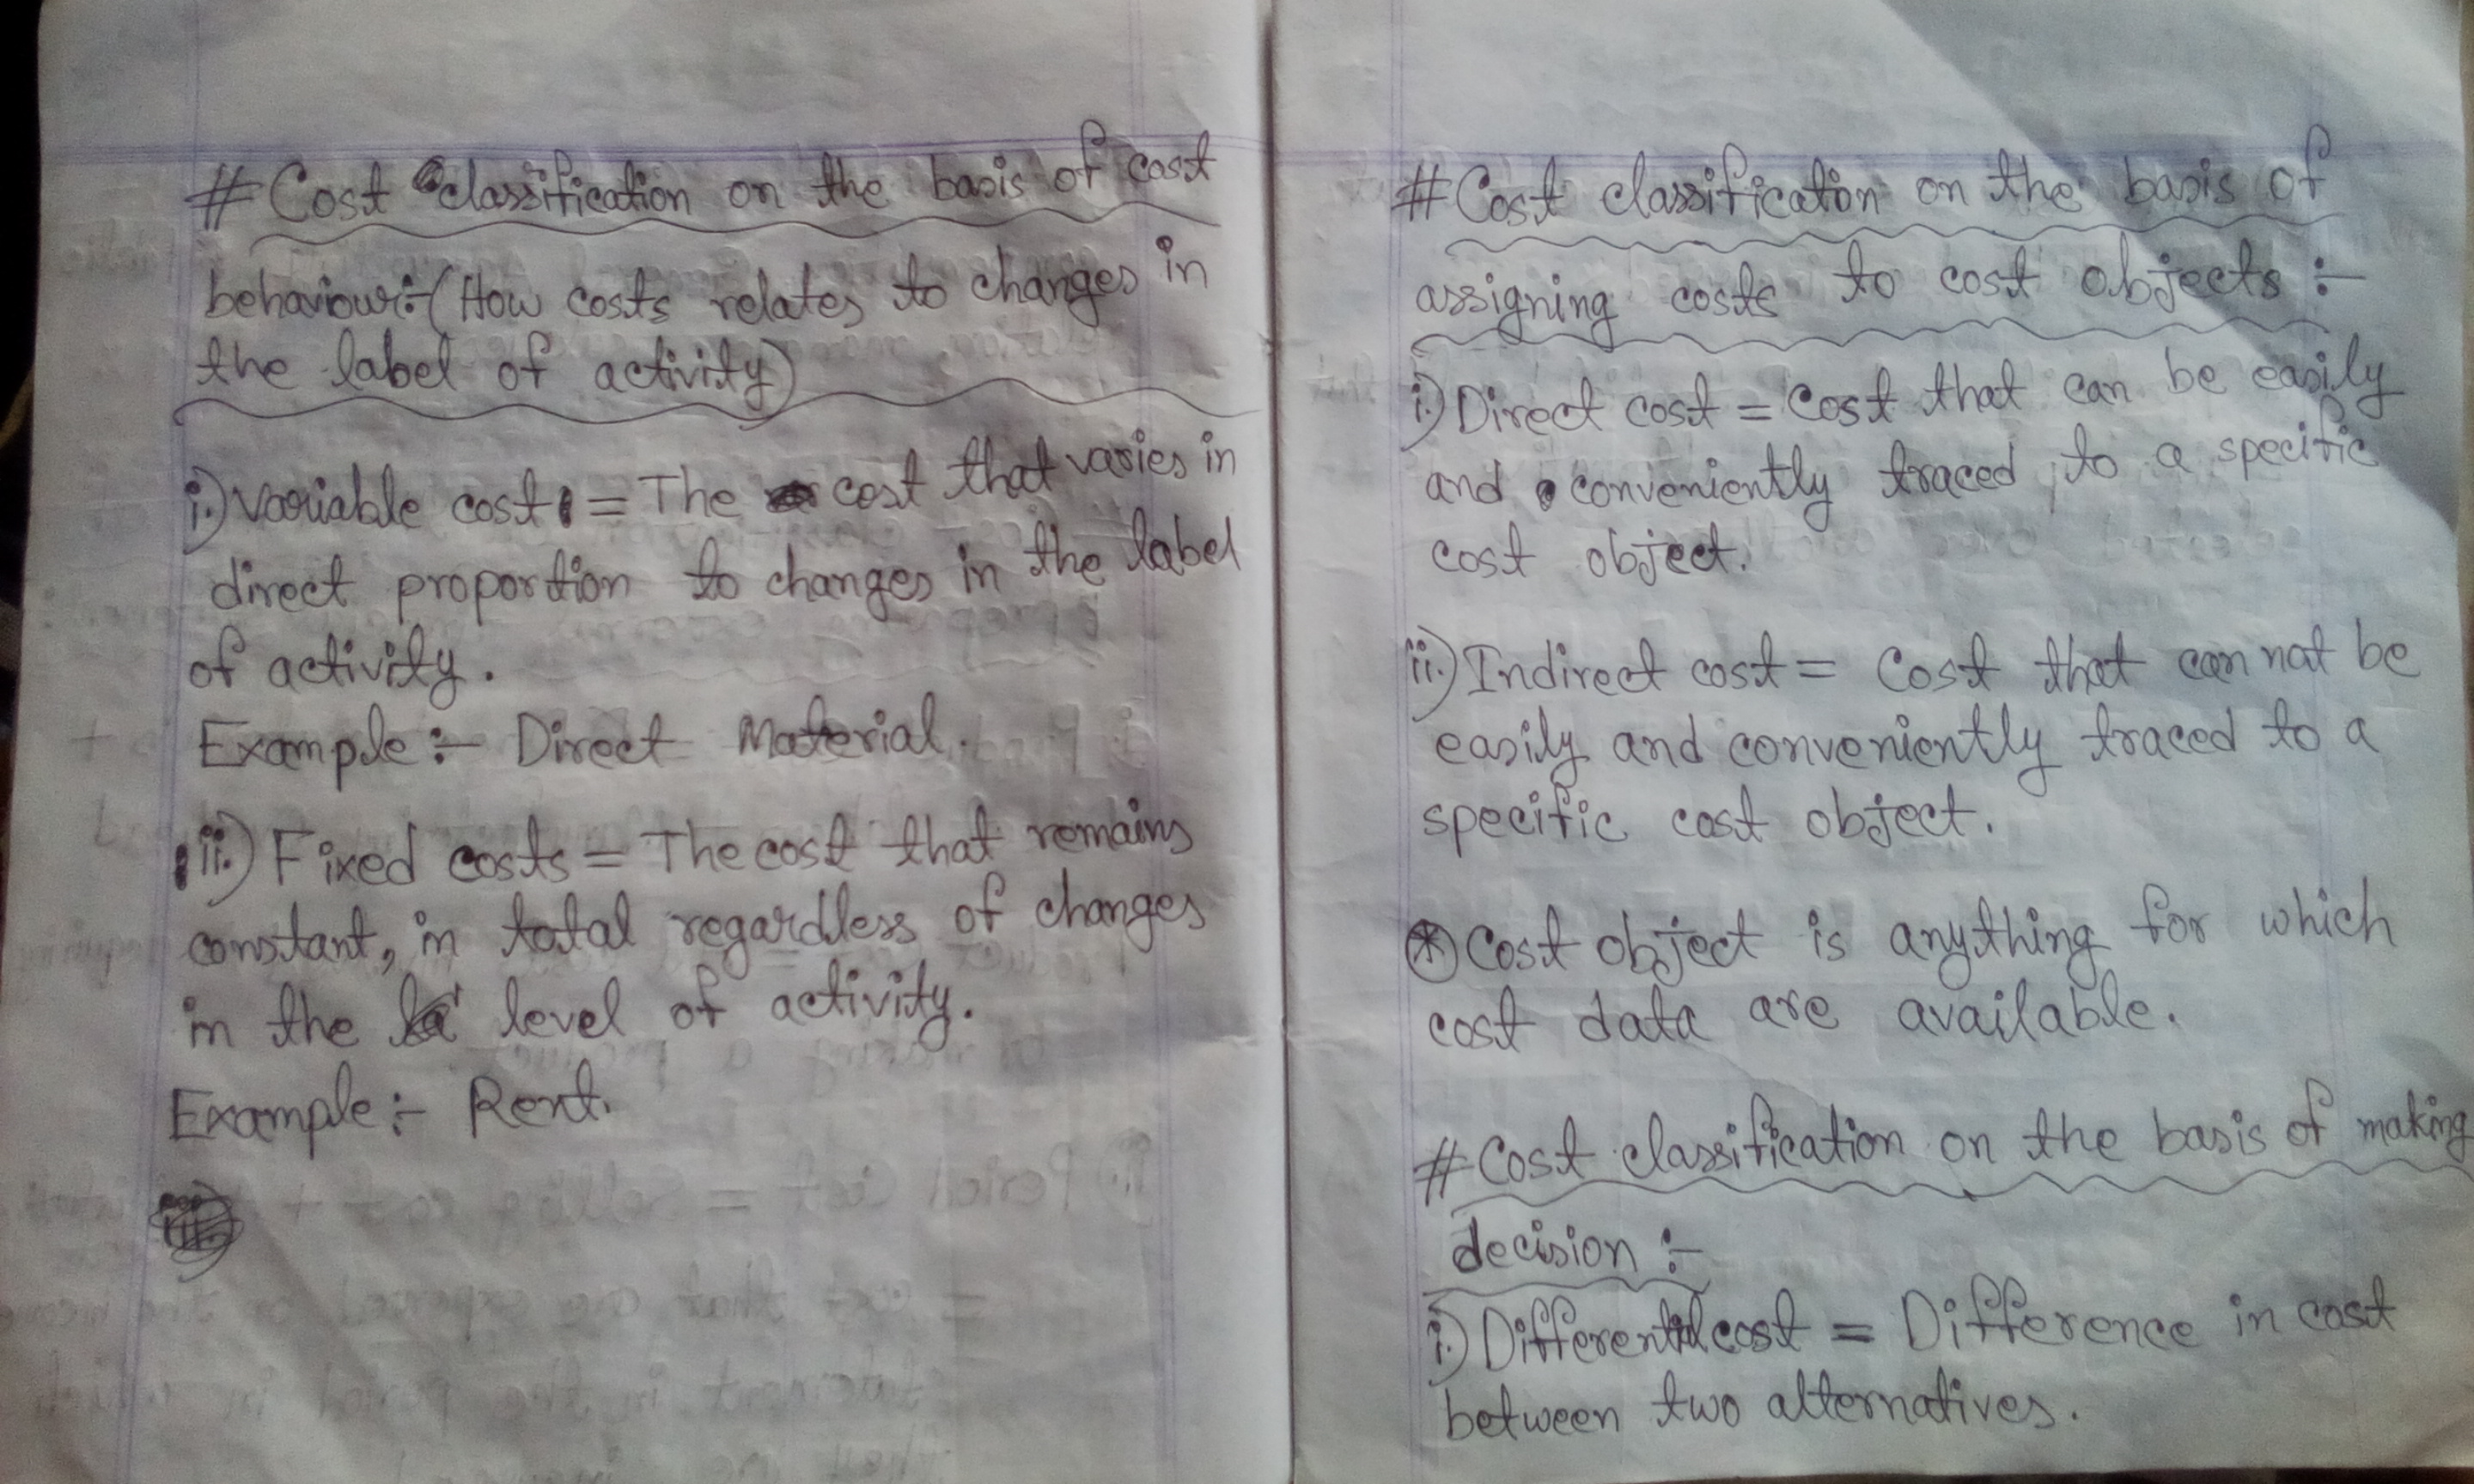 # Cost classification on the basis of cost
behaviour:-(How costs relates to changes in
the label of activity)
i.) Variable cost = The cost that varies in
direct proportion to changes in the label
of activity.
Example :- Direct Material.
ii.) Fixed costs = The cost that remains
constant, in total regardless of changes
in the level of activity.
Example :- Rent.
# Cost classification on the basis of
assigning costs to cost objects :-
i.) Direct cost = Cost that can be easily
and conveniently traced to a specific
cost object.
ii.) Indirect cost = Cost that can not be
easily and conveniently traced to a
specific cost object.
* Cost object is anything for which
cost data are available.
# Cost classification on the basis of making
decision :-
i.) Differential cost = Difference in cost
between two alternatives.